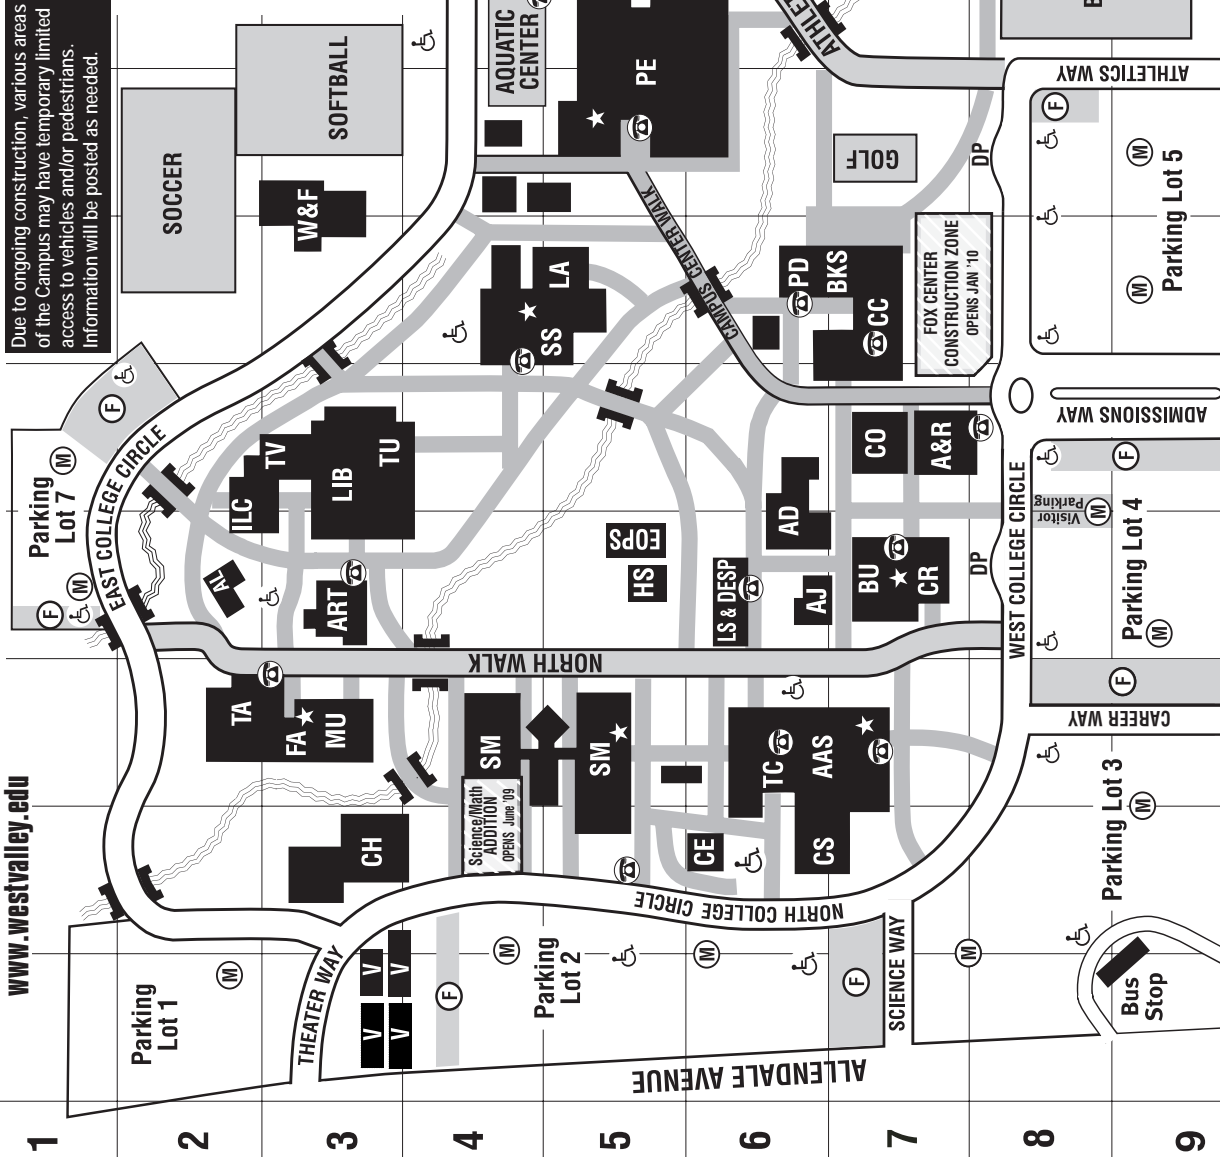 Due to ongoing construction, various areas
of the Campus may have temporary limited
access to vehicles and/or pedestrians.
Information will be posted as needed.
SOCCER
SOFTBALL
AQUATIC
CENTER
PE
W&F
GOLF
ATHLETICS WAY
F
DP
M
M
Parking Lot 5
CAMPUS CENTER WALK
LA
SS
PD
BKS
CC
FOX CENTER
CONSTRUCTION ZONE
OPENS JAN '10
ADMISSIONS WAY
F
Parking
Lot 7
M
M
F
EAST COLLEGE CIRCLE
TV
ILC
LIB
TU
CO
A&R
F
WEST COLLEGE CIRCLE
Visitor
Parking
M
Parking Lot 4
M
AL
ART
EOPS
HS
LS & DESP
AD
AJ
BU
CR
DP
F
NORTH WALK
CAREER WAY
TA
FA
MU
SM
SM
TC
AAS
CS
CE
CH
Science/Math
ADDITION
OPENS June '09
www.westvalley.edu
NORTH COLLEGE CIRCLE
Parking Lot 3
M
M
THEATER WAY
V
V
V
V
F
M
M
F
Parking
Lot 1
M
Parking
Lot 2
SCIENCE WAY
Bus
Stop
ALLENDALE AVENUE
1
2
3
4
5
6
7
8
9